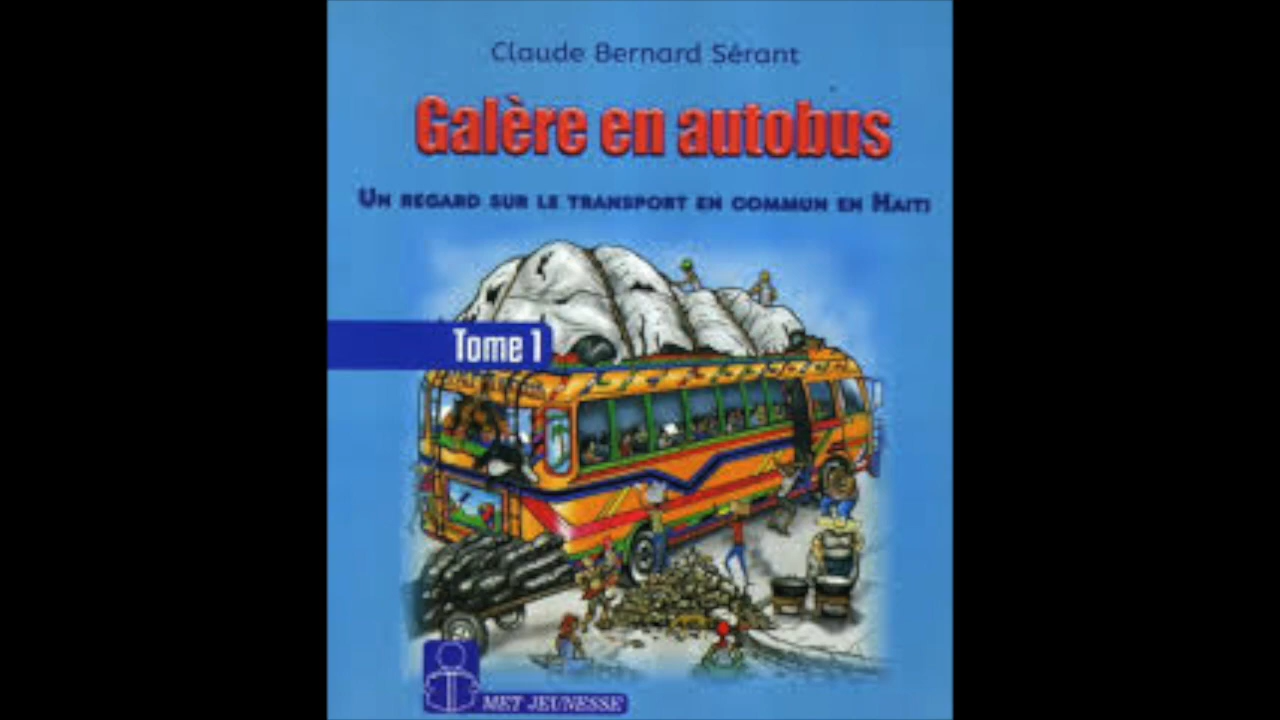 Claude Bernard Sérant
Galère en autobus
UN REGARD SUR LE TRANSPORT EN COMMUN EN HAITI
Tome 1
MET JEUNESSE